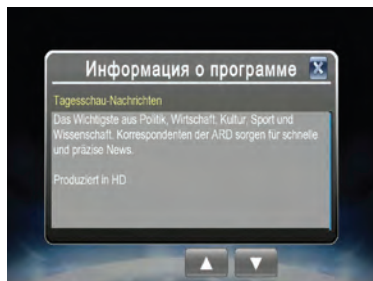 Информация о программе
Tagesschau-Nachrichten
Das Wichtigste aus Politik, Wirtschaft, Kultur, Sport und
Wissenschaft. Korrespondenten der ARD sorgen für schnelle
und präzise News.
Produziert in HD